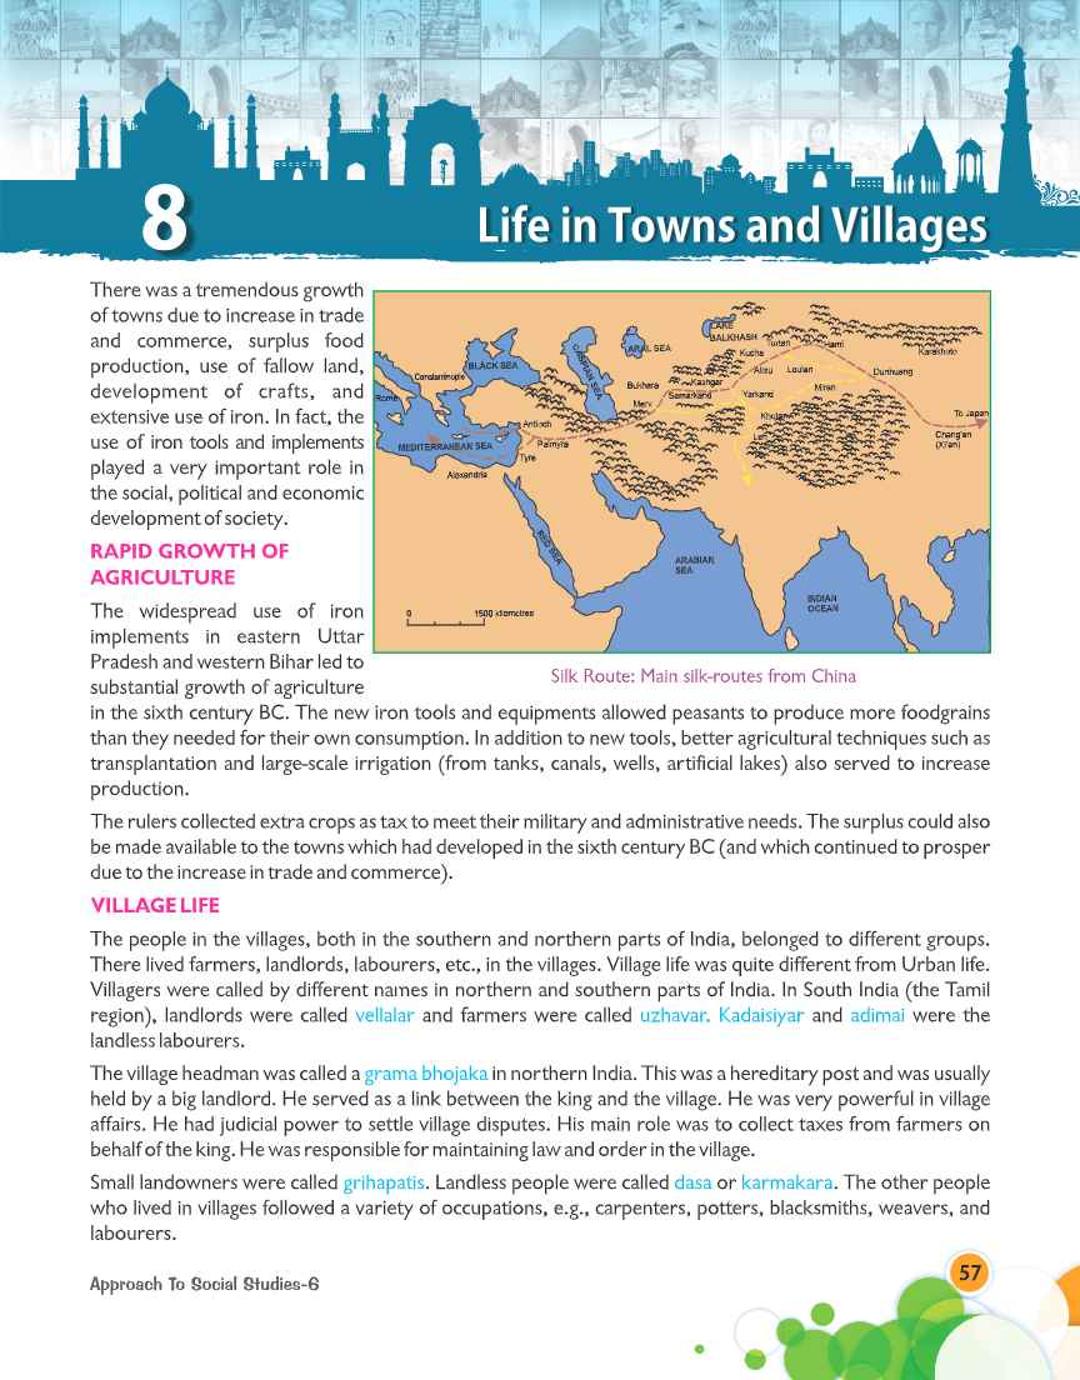 8
Life in Towns and Villages
There was a tremendous growth
of towns due to increase in trade
and commerce, surplus food
production, use of fallow land,
development of crafts, and
extensive use of iron. In fact, the
use of iron tools and implements
played a very important role in
the social, political and economic
development of society.
RAPID GROWTH OF
AGRICULTURE
The widespread use of iron
implements in eastern Uttar
Pradesh and western Bihar led to
substantial growth of agriculture
LAKE
BALKHASH
ARAL SEA
CASPIAN SEA
BLACK SEA
Turfan
Hami
Karakhoto
Kucha
Constantinople
Aksu
Loulan
Dunhuang
Kashgar
Bukhara
Miran
Rome
Samarkand
Yarkand
Merv
Khotan
To Japan
Antioch
Chang'an
(Xi'an)
MEDITERRANEAN SEA
Palmyra
Tyre
Alexandria
RED SEA
ARABIAN
SEA
INDIAN
OCEAN
0 1500 kilometres
Silk Route: Main silk-routes from China
in the sixth century BC. The new iron tools and equipments allowed peasants to produce more foodgrains
than they needed for their own consumption. In addition to new tools, better agricultural techniques such as
transplantation and large-scale irrigation (from tanks, canals, wells, artificial lakes) also served to increase
production.
The rulers collected extra crops as tax to meet their military and administrative needs. The surplus could also
be made available to the towns which had developed in the sixth century BC (and which continued to prosper
due to the increase in trade and commerce).
VILLAGE LIFE
The people in the villages, both in the southern and northern parts of India, belonged to different groups.
There lived farmers, landlords, labourers, etc., in the villages. Village life was quite different from Urban life.
Villagers were called by different names in northern and southern parts of India. In South India (the Tamil
region), landlords were called vellalar and farmers were called uzhavar. Kadaisiyar and adimai were the
landless labourers.
The village headman was called a grama bhojaka in northern India. This was a hereditary post and was usually
held by a big landlord. He served as a link between the king and the village. He was very powerful in village
affairs. He had judicial power to settle village disputes. His main role was to collect taxes from farmers on
behalf of the king. He was responsible for maintaining law and order in the village.
Small landowners were called grihapatis. Landless people were called dasa or karmakara. The other people
who lived in villages followed a variety of occupations, e.g., carpenters, potters, blacksmiths, weavers, and
labourers.
Approach To Social Studies-6
57